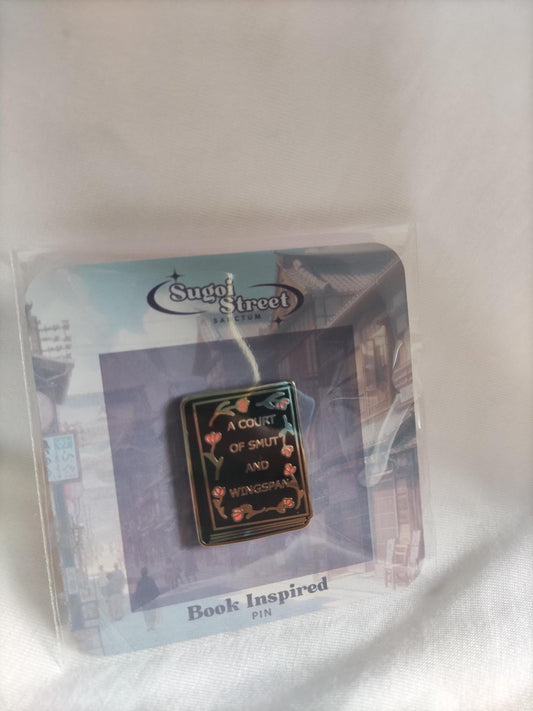 Sugoi
Street
SANCTUM
A COURT
OF SMUT
AND
WINGSPAN
Book Inspired
PIN